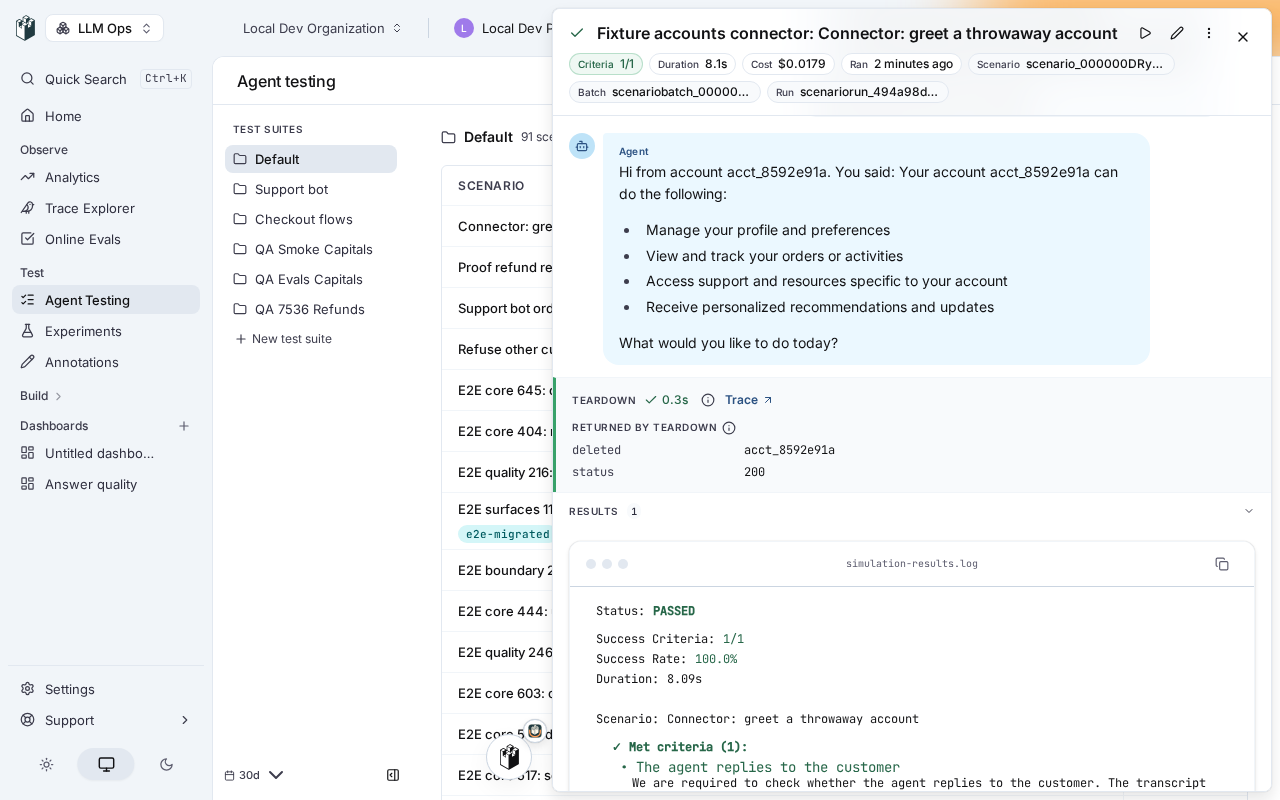 LLM Ops
Local Dev Organization
L
Local Dev P
Quick Search
Ctrl+K
Home
Observe
Analytics
Trace Explorer
Online Evals
Test
Agent Testing
Experiments
Annotations
Build
Dashboards
Untitled dashbo...
Answer quality
Settings
Support
Agent testing
TEST SUITES
Default
Support bot
Checkout flows
QA Smoke Capitals
QA Evals Capitals
QA 7536 Refunds
New test suite
30d
Default 91 sce
SCENARIO
Connector: gre
Proof refund re
Support bot ord
Refuse other cu
E2E core 645:
E2E core 404:
E2E quality 216:
E2E surfaces 11
e2e-migrated
E2E boundary 2
E2E core 444:
E2E quality 246
E2E core 603:
Fixture accounts connector: Connector: greet a throwaway account
Criteria 1/1
Duration 8.1s
Cost $0.0179
Ran 2 minutes ago
Scenario scenario_000000DRy...
Batch scenariobatch_00000...
Run scenariorun_494a98d...
Agent
Hi from account acct_8592e91a. You said: Your account acct_8592e91a can
do the following:
• Manage your profile and preferences
• View and track your orders or activities
• Access support and resources specific to your account
• Receive personalized recommendations and updates
What would you like to do today?
TEARDOWN 0.3s Trace
RETURNED BY TEARDOWN
deleted acct_8592e91a
status 200
RESULTS 1
simulation-results.log
Status: PASSED
Success Criteria: 1/1
Success Rate: 100.0%
Duration: 8.09s
Scenario: Connector: greet a throwaway account
✓ Met criteria (1):
• The agent replies to the customer
We are required to check whether the agent replies to the customer. The transcript